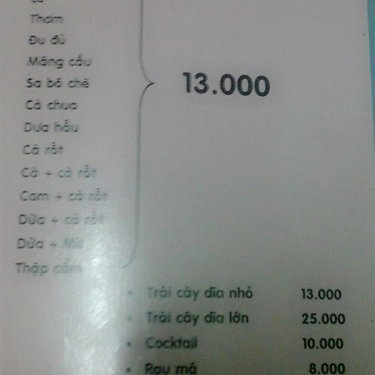 Thơm
Đu đủ
Mãng cầu
Sa bô chê
Cà chua
Dưa hấu
Cà rốt
Cà + cà rốt
Cam + cà rốt
Dừa + cà rốt
Dừa + Mít
Thập cẩm
13.000
• Trái cây dĩa nhỏ 13.000
• Trái cây dĩa lớn 25.000
• Cocktail 10.000
• Rau má 8.000